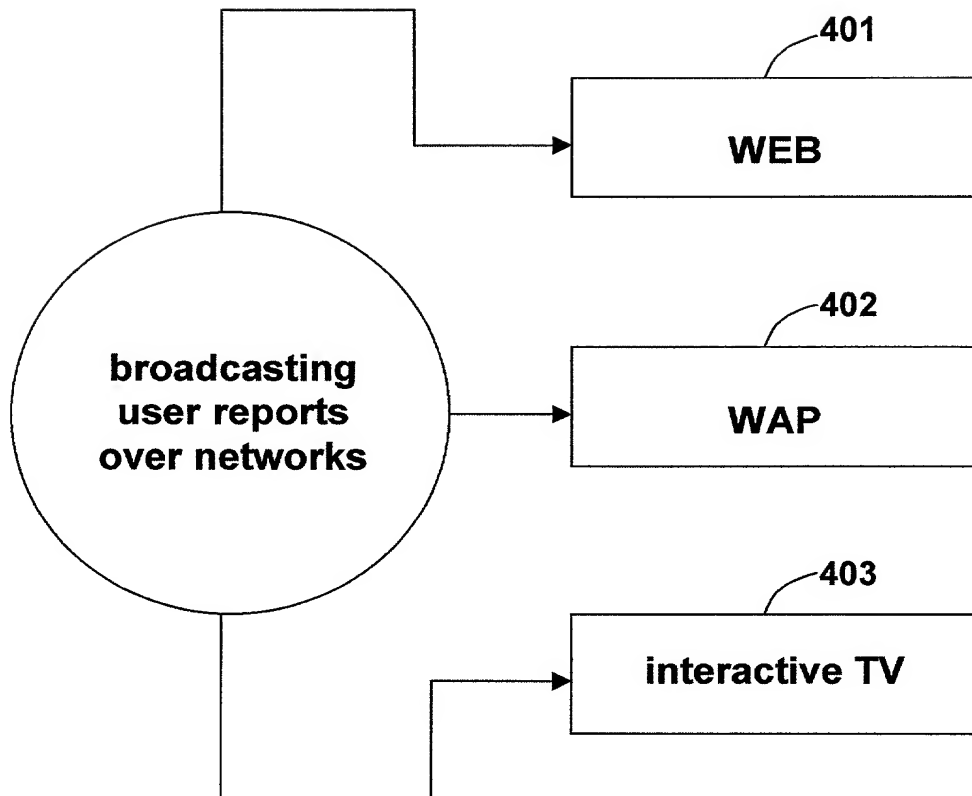 401
WEB
402
broadcasting
user reports
over networks
WAP
403
interactive TV